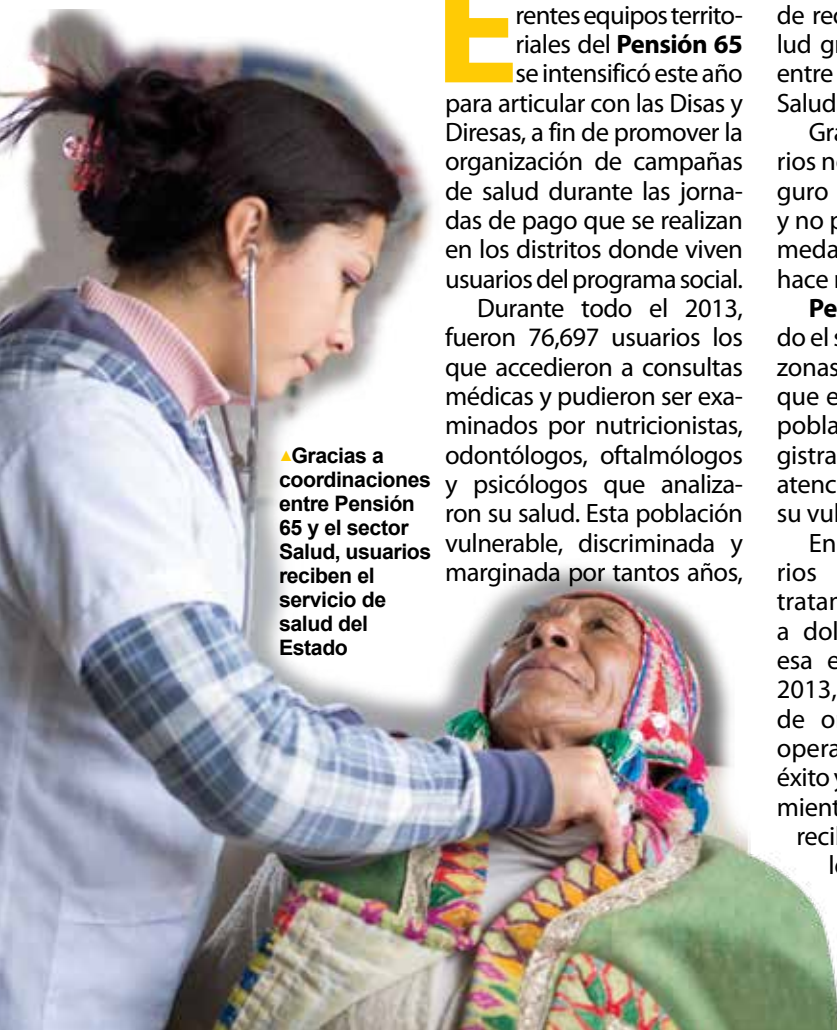 E
rentes equipos territo-
riales del Pensión 65
se intensificó este año
para articular con las Disas y
Diresas, a fin de promover la
organización de campañas
de salud durante las jorna-
das de pago que se realizan
en los distritos donde viven
usuarios del programa social.
Durante todo el 2013,
fueron 76,697 usuarios los
que accedieron a consultas
médicas y pudieron ser exa-
minados por nutricionistas,
odontólogos, oftalmólogos
y psicólogos que analiza-
ron su salud. Esta población
vulnerable, discriminada y
marginada por tantos años,
▲Gracias a
coordinaciones
entre Pensión
65 y el sector
Salud, usuarios
reciben el
servicio de
salud del
Estado
de rec
lud gr
entre
Salud
Gra
rios n
guro
y no p
meda
hace
Pe
do el s
zonas
que e
pobla
gistra
atenc
su vul
En
rios
tratan
a dol
esa e
2013,
de o
opera
éxito y
mient
reci
l